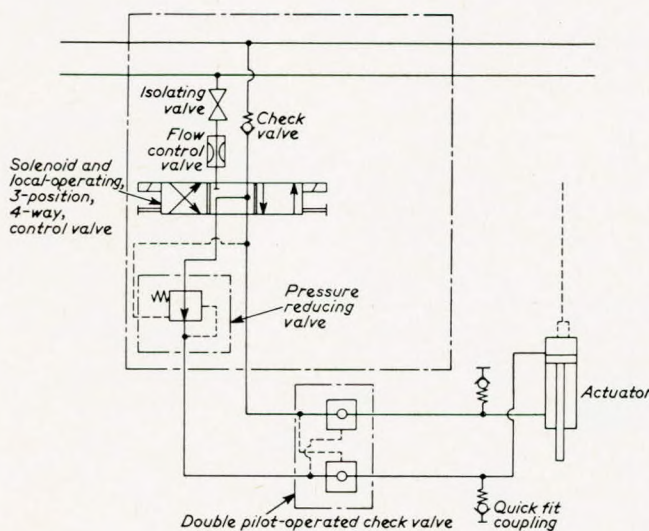 Isolating
valve
Flow
control
valve
Check
valve
Solenoid and
local-operating,
3-position,
4-way,
control valve
Pressure
reducing
valve
Actuator
Double pilot-operated check valve
Quick fit
coupling